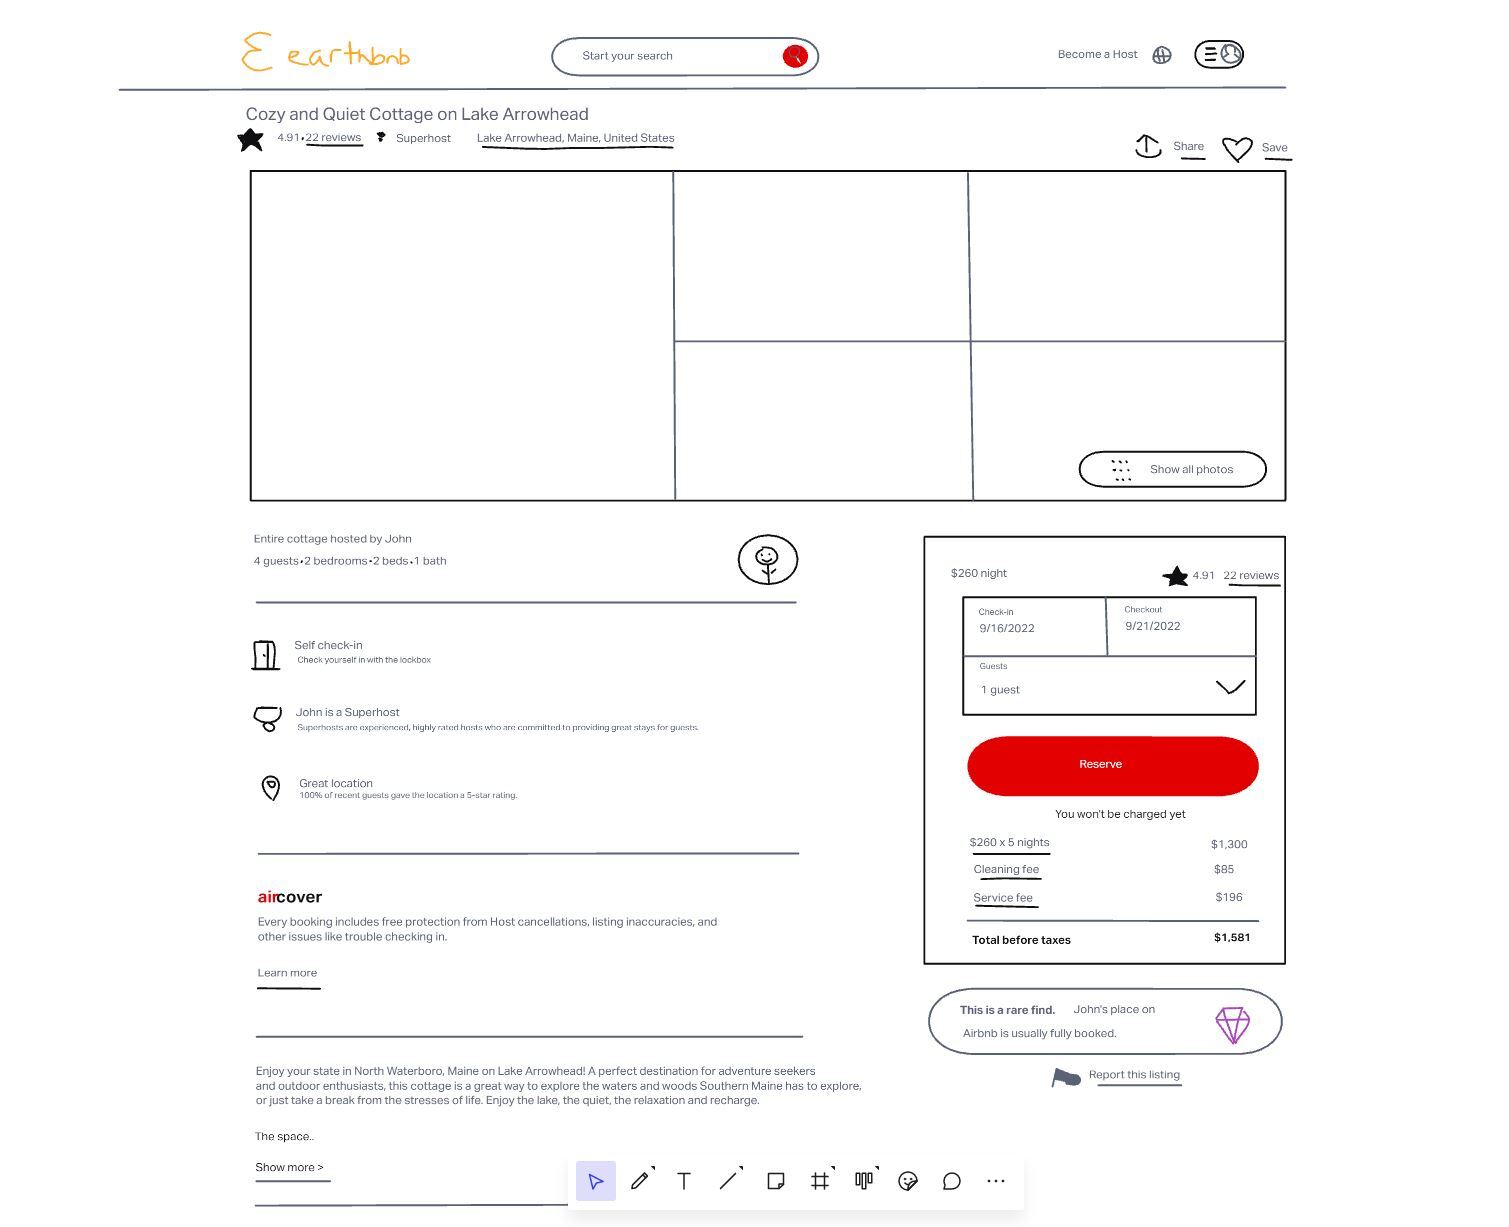 earthbnb
Start your search
Become a Host
Cozy and Quiet Cottage on Lake Arrowhead
4.91•22 reviews Superhost Lake Arrowhead, Maine, United States
Share Save
Show all photos
Entire cottage hosted by John
4 guests•2 bedrooms•2 beds•1 bath
Self check-in
Check yourself in with the lockbox
John is a Superhost
Superhosts are experienced, highly rated hosts who are committed to providing great stays for guests.
Great location
100% of recent guests gave the location a 5-star rating.
aircover
Every booking includes free protection from Host cancellations, listing inaccuracies, and
other issues like trouble checking in.
Learn more
Enjoy your state in North Waterboro, Maine on Lake Arrowhead! A perfect destination for adventure seekers
and outdoor enthusiasts, this cottage is a great way to explore the waters and woods Southern Maine has to explore,
or just take a break from the stresses of life. Enjoy the lake, the quiet, the relaxation and recharge.
The space..
Show more >
$260 night
4.91 22 reviews
Check-in
9/16/2022
Checkout
9/21/2022
Guests
1 guest
Reserve
You won't be charged yet
$260 x 5 nights $1,300
Cleaning fee $85
Service fee $196
Total before taxes $1,581
This is a rare find. John's place on
Airbnb is usually fully booked.
Report this listing